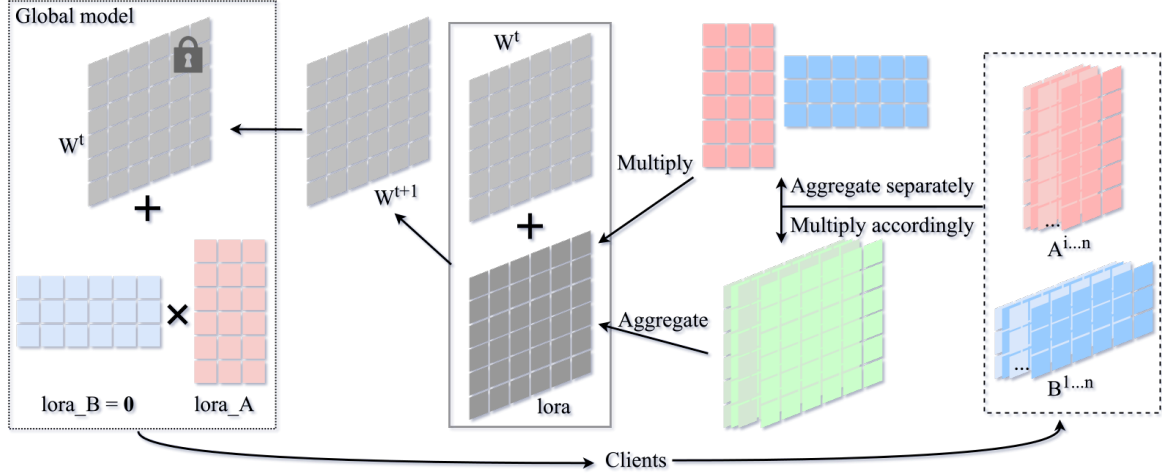 Global model
W^t
+
lora_B = 0
×
lora_A
W^{t+1}
W^t
+
lora
Multiply
Aggregate
Aggregate separately
Multiply accordingly
...
A^{i...n}
...
B^{1...n}
Clients